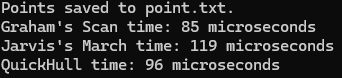 Points saved to point.txt.
Graham's Scan time: 85 microseconds
Jarvis's March time: 119 microseconds
QuickHull time: 96 microseconds